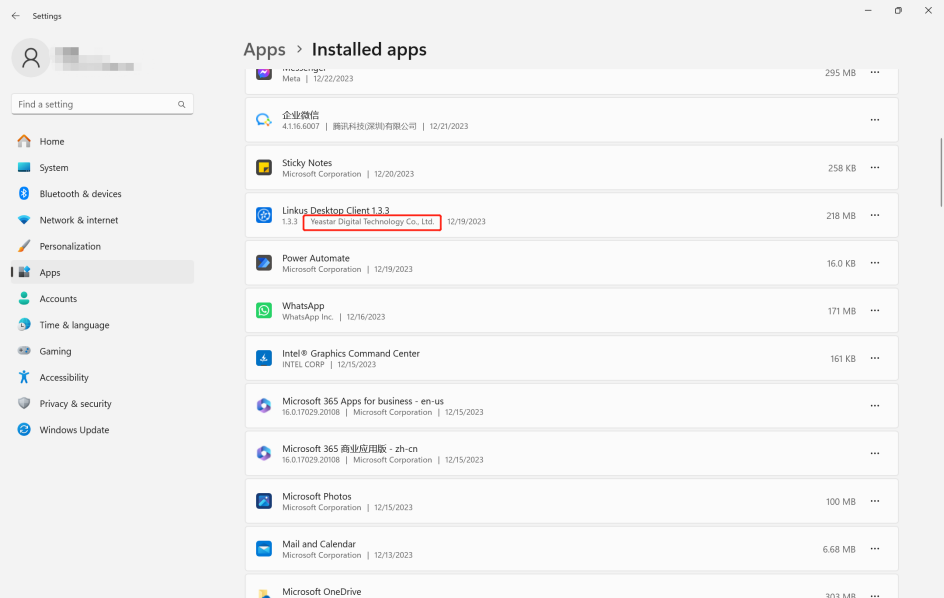 Settings
Find a setting
Home
System
Bluetooth & devices
Network & internet
Personalization
Apps
Accounts
Time & language
Gaming
Accessibility
Privacy & security
Windows Update
Apps > Installed apps
Messenger
Meta | 12/22/2023
295 MB
企业微信
4.1.16.6007 | 腾讯科技(深圳)有限公司 | 12/21/2023
Sticky Notes
Microsoft Corporation | 12/20/2023
258 KB
Linkus Desktop Client 1.3.3
1.3.3 Yeastar Digital Technology Co., Ltd. 12/19/2023
218 MB
Power Automate
Microsoft Corporation | 12/19/2023
16.0 KB
WhatsApp
WhatsApp Inc. | 12/16/2023
171 MB
Intel® Graphics Command Center
INTEL CORP | 12/15/2023
161 KB
Microsoft 365 Apps for business - en-us
16.0.17029.20108 | Microsoft Corporation | 12/15/2023
Microsoft 365 商业应用版 - zh-cn
16.0.17029.20108 | Microsoft Corporation | 12/15/2023
Microsoft Photos
Microsoft Corporation | 12/15/2023
100 MB
Mail and Calendar
Microsoft Corporation | 12/13/2023
6.68 MB
Microsoft OneDrive
303 MB